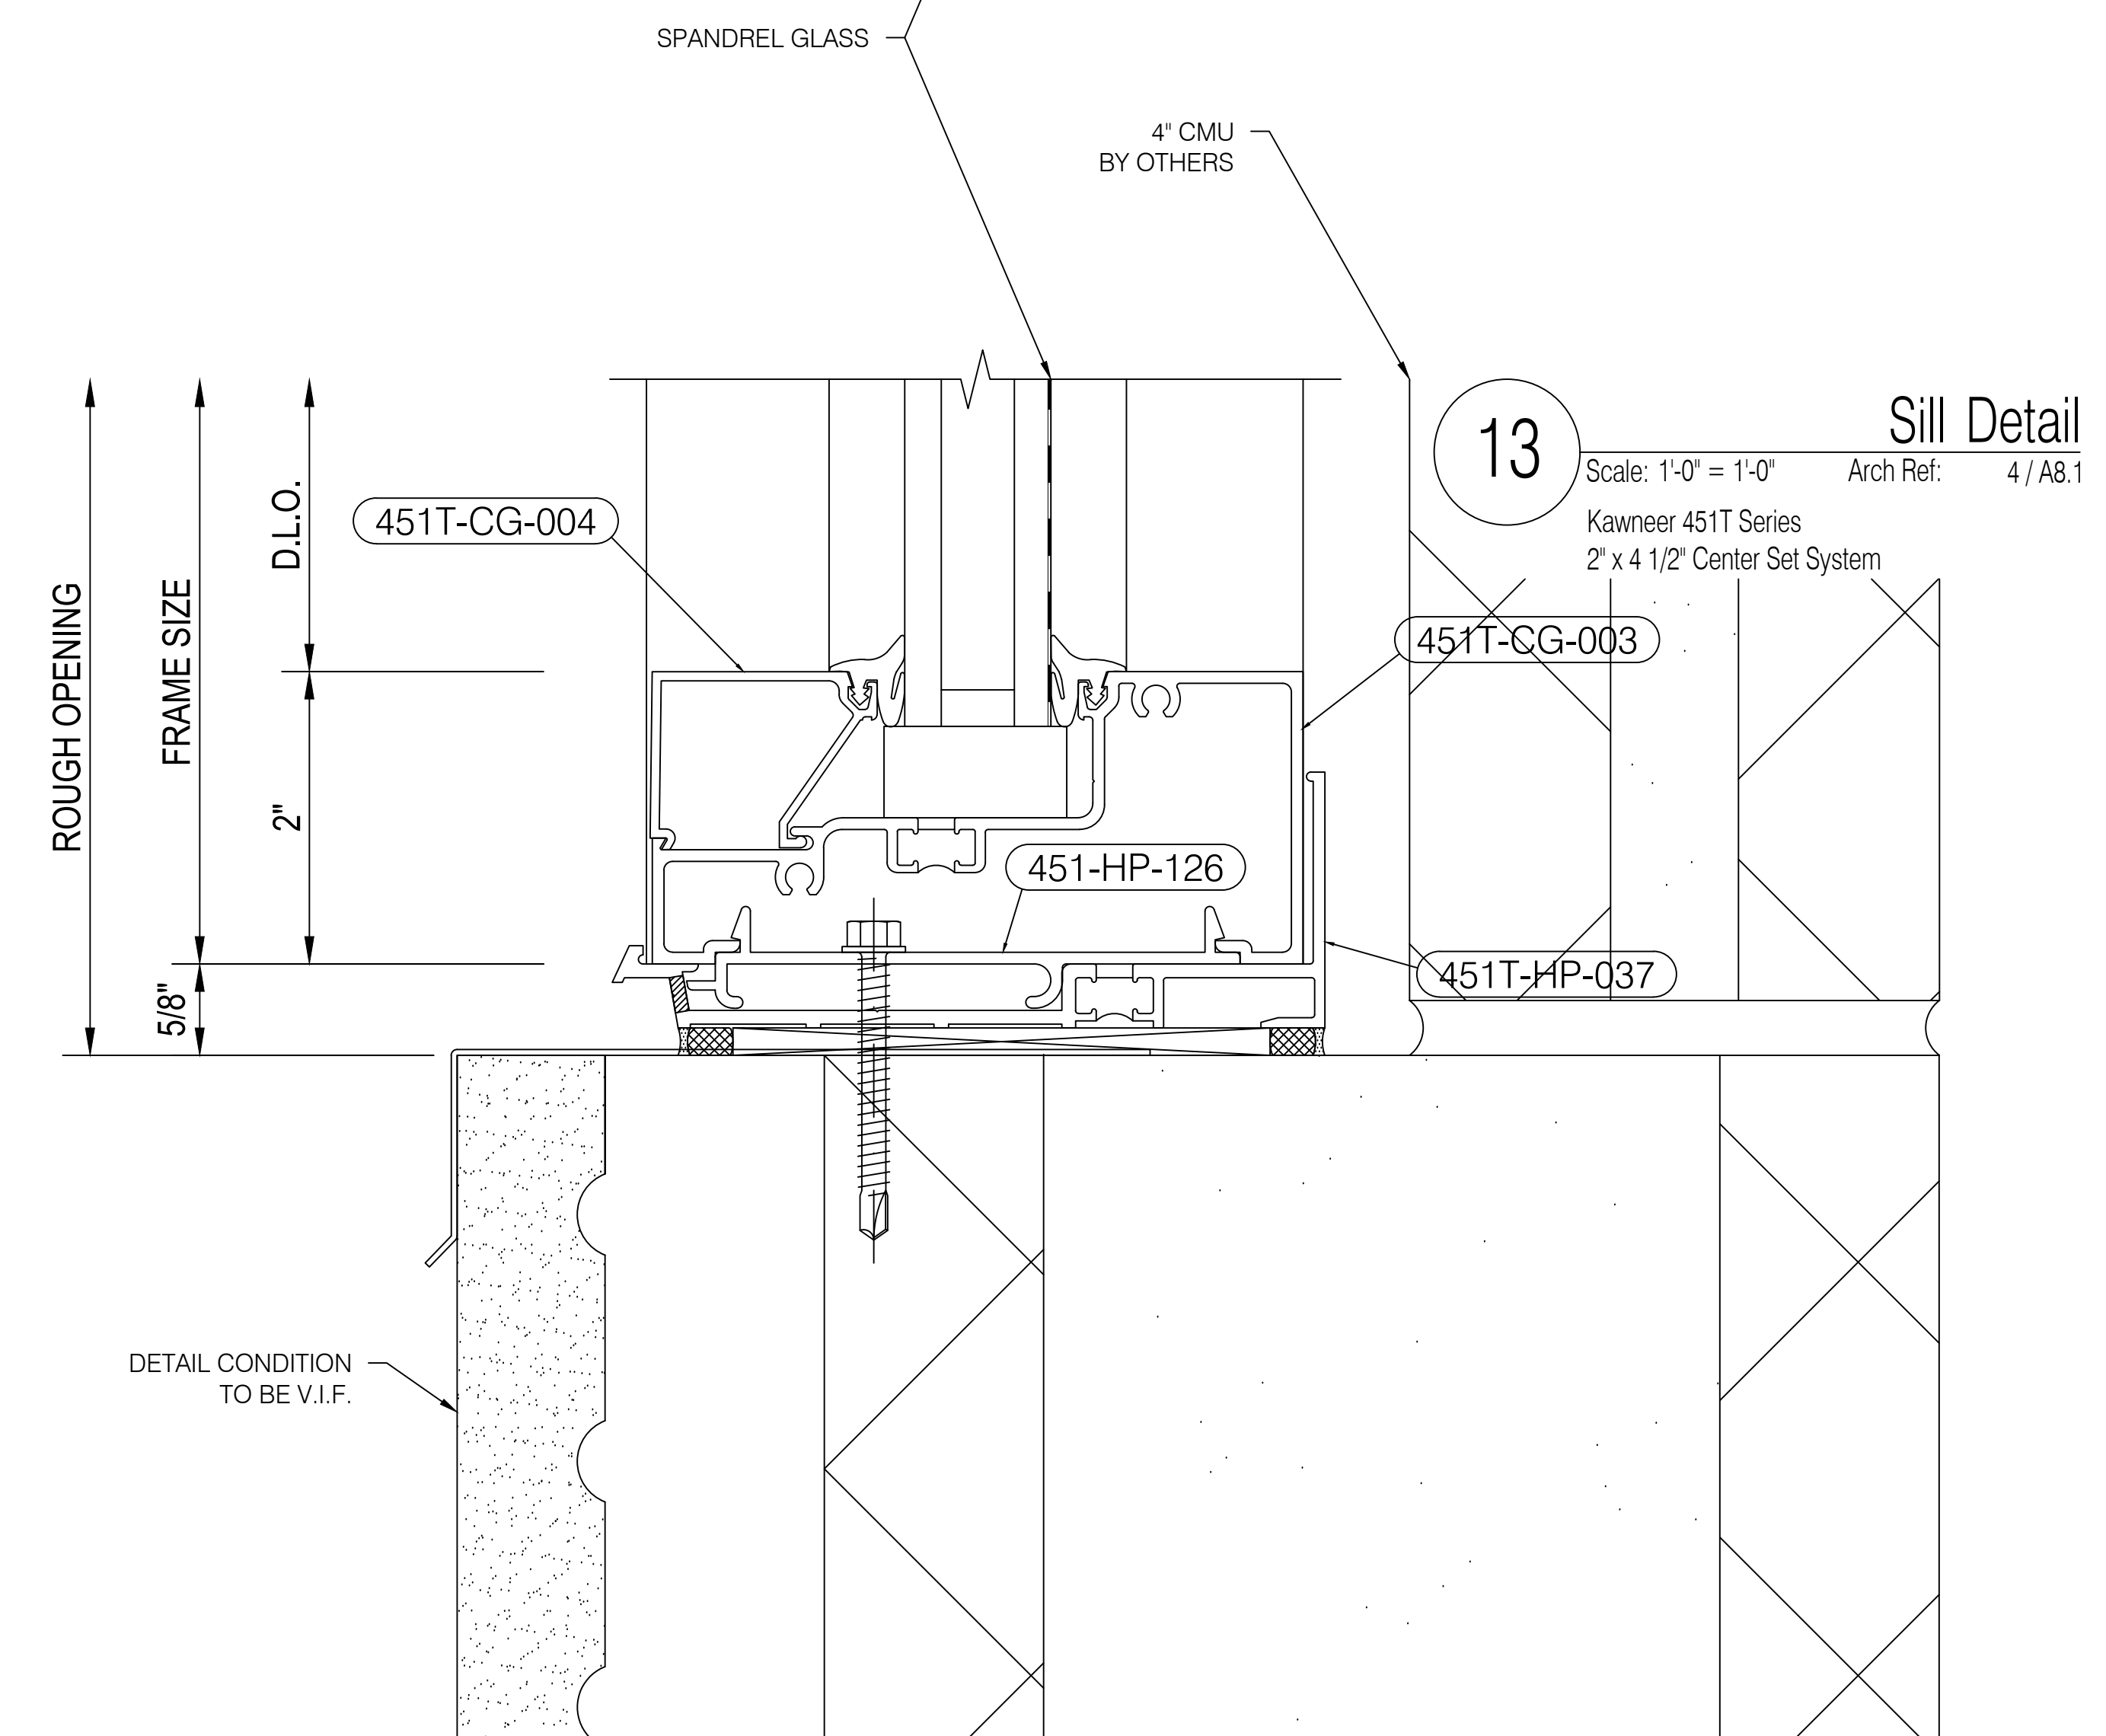 SPANDREL GLASS
4" CMU
BY OTHERS
13
Sill Detail
Scale: 1'-0" = 1'-0" Arch Ref: 4 / A8.1
Kawneer 451T Series
2" x 4 1/2" Center Set System
ROUGH OPENING
FRAME SIZE
D.L.O.
2"
5/8"
451T-CG-004
451T-CG-003
451-HP-126
451T-HP-037
DETAIL CONDITION
TO BE V.I.F.